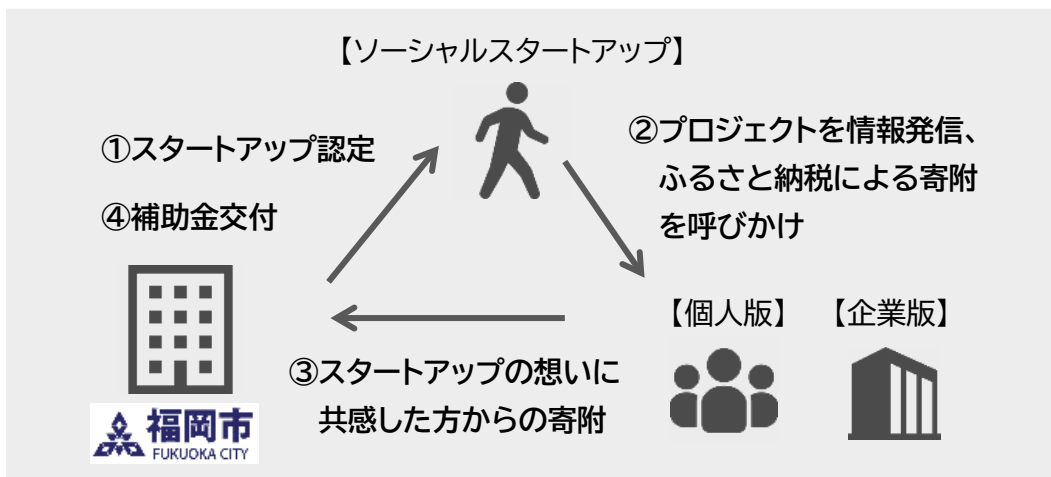 【ソーシャルスタートアップ】
①スタートアップ認定
④補助金交付
②プロジェクトを情報発信、
ふるさと納税による寄附
を呼びかけ
【個人版】 【企業版】
③スタートアップの想いに
共感した方からの寄附
福岡市
FUKUOKA CITY